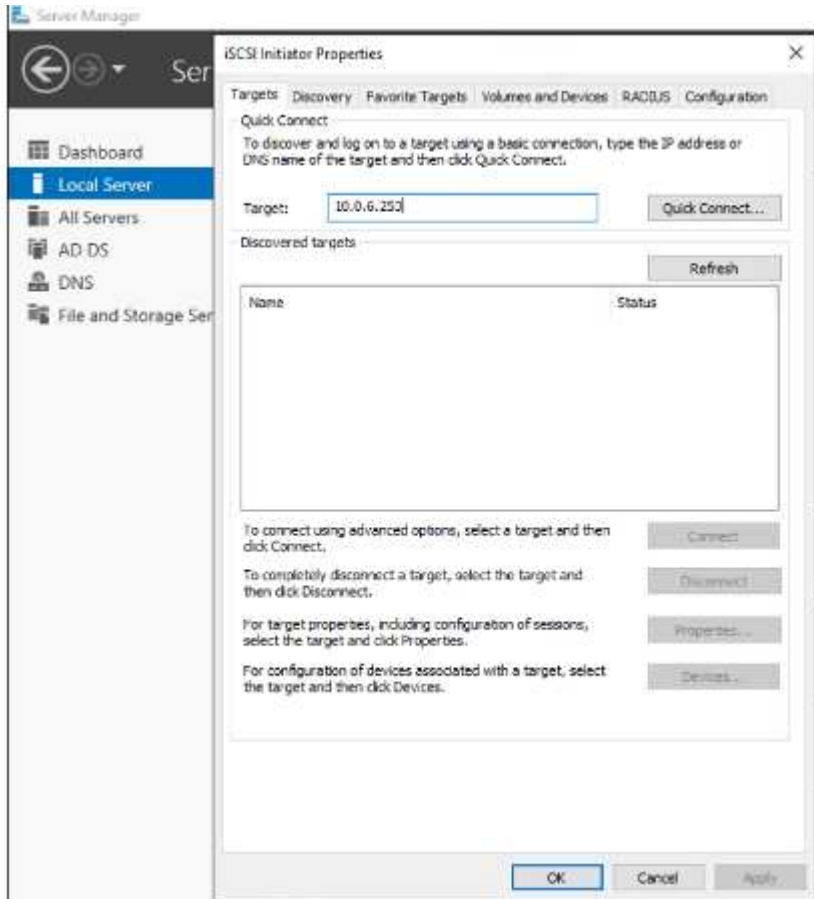 Server Manager
Ser
iSCSI Initiator Properties
Targets Discovery Favorite Targets Volumes and Devices RADIUS Configuration
Quick Connect
To discover and log on to a target using a basic connection, type the IP address or
DNS name of the target and then click Quick Connect.
Target: 10.0.6.253 Quick Connect...
Dashboard
Local Server
All Servers
AD DS
DNS
File and Storage Ser
Discovered targets
Refresh
Name Status
To connect using advanced options, select a target and then
click Connect.
Connect
To completely disconnect a target, select the target and
then click Disconnect.
Disconnect
For target properties, including configuration of sessions,
select the target and click Properties.
Properties...
For configuration of devices associated with a target, select
the target and then click Devices.
Devices...
OK Cancel Apply